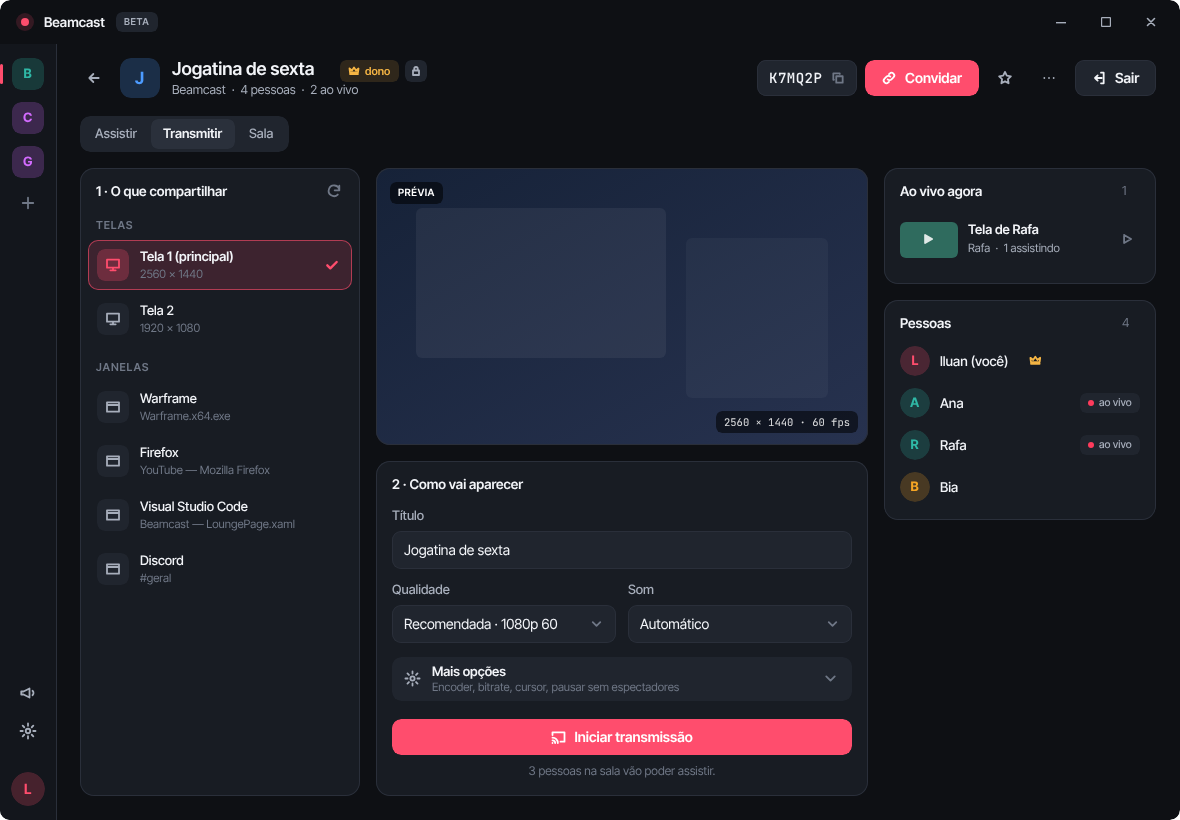 Beamcast BETA
B
C
G
L
J
Jogatina de sexta
dono
Beamcast · 4 pessoas · 2 ao vivo
K7MQ2P
Convidar
Sair
Assistir
Transmitir
Sala
1 · O que compartilhar
TELAS
Tela 1 (principal)
2560 × 1440
Tela 2
1920 × 1080
JANELAS
Warframe
Warframe.x64.exe
Firefox
YouTube — Mozilla Firefox
Visual Studio Code
Beamcast — LoungePage.xaml
Discord
#geral
PRÉVIA
2560 × 1440 · 60 fps
2 · Como vai aparecer
Título
Jogatina de sexta
Qualidade
Som
Recomendada · 1080p 60
Automático
Mais opções
Encoder, bitrate, cursor, pausar sem espectadores
Iniciar transmissão
3 pessoas na sala vão poder assistir.
Ao vivo agora
1
Tela de Rafa
Rafa · 1 assistindo
Pessoas
4
L
lluan (você)
A
Ana
ao vivo
R
Rafa
ao vivo
B
Bia